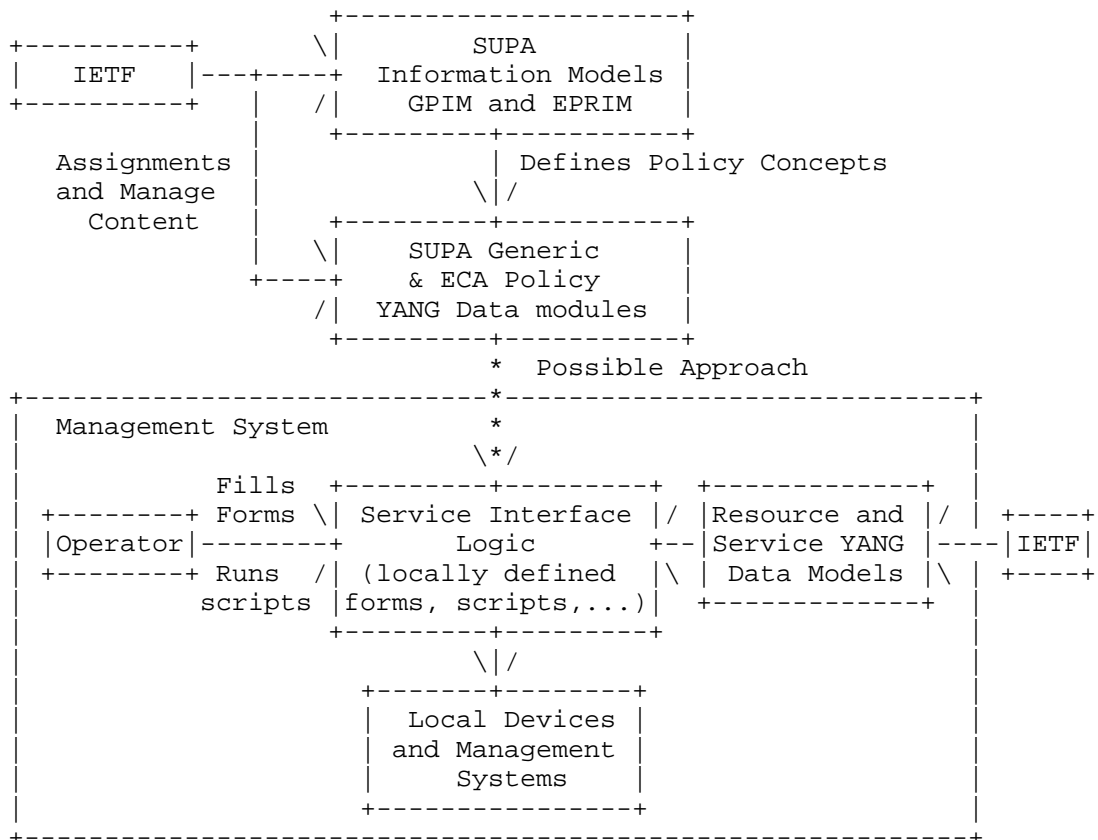 SUPA
IETF
Information Models
GPIM and EPRIM
Assignments
and Manage
Content
Defines Policy Concepts
SUPA Generic
& ECA Policy
YANG Data modules
Possible Approach
Management System
Fills
Forms
Operator
Runs
scripts
Service Interface
Logic
(locally defined
forms, scripts,...)
Resource and
Service YANG
Data Models
IETF
Local Devices
and Management
Systems